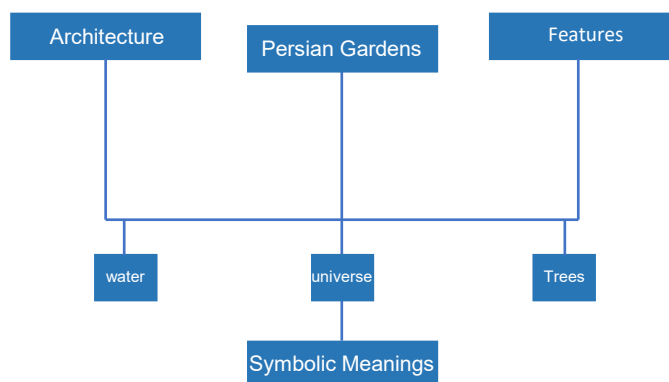 Architecture
Persian Gardens
Features
water
universe
Trees
Symbolic Meanings